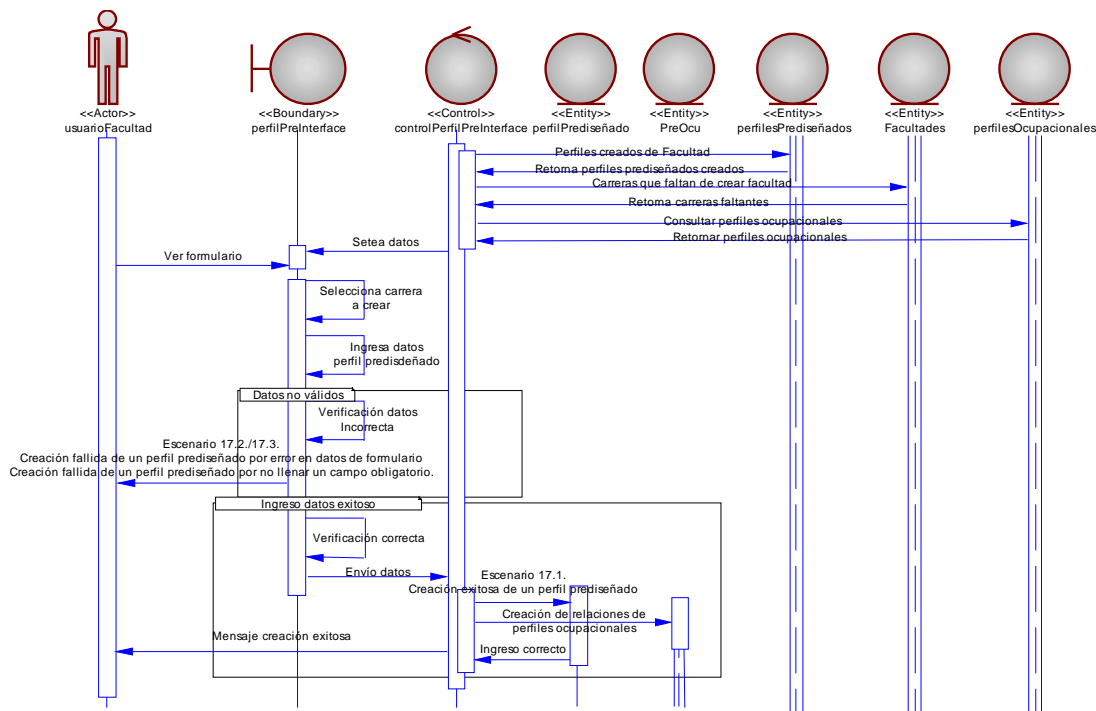 <<Actor>>
usuarioFacultad
<<Boundary>>
perfilPreInterface
<<Control>>
controlPerfilPreInterface
<<Entity>>
perfilPrediseñado
<<Entity>>
PreOcu
<<Entity>>
perfilesPrediseñados
<<Entity>>
Facultades
<<Entity>>
perfilesOcupacionales
Perfiles creados de Facultad
Retorna perfiles prediseñados creados
Carreras que faltan de crear facultad
Retorna carreras faltantes
Consultar perfiles ocupacionales
Retornar perfiles ocupacionales
Setea datos
Ver formulario
Selecciona carrera
a crear
Ingresa datos
perfil predisdeñado
Datos no válidos
Verificación datos
Incorrecta
Escenario 17.2./17.3.
Creación fallida de un perfil prediseñado por error en datos de formulario
Creación fallida de un perfil prediseñado por no llenar un campo obligatorio.
Ingreso datos exitoso
Verificación correcta
Envío datos
Escenario 17.1.
Creación exitosa de un perfil prediseñado
Creación de relaciones de
perfiles ocupacionales
Mensaje creación exitosa
Ingreso correcto